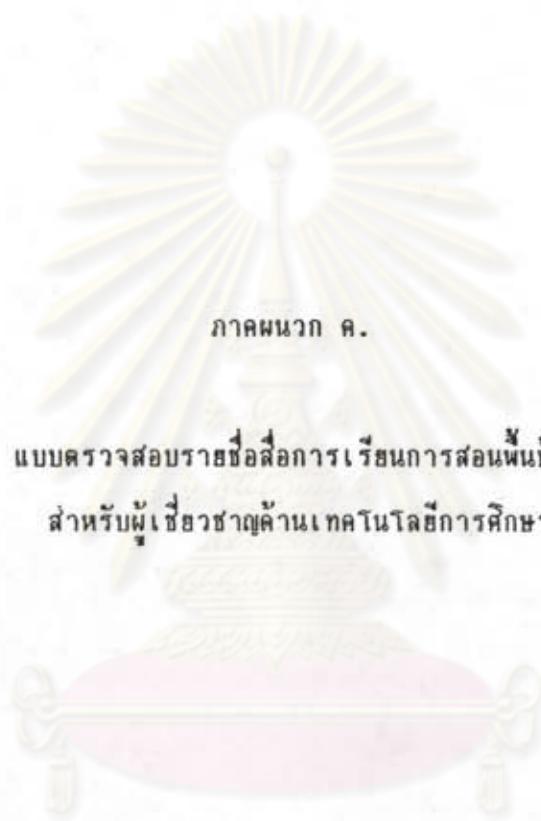 ภาคผนวก ค.
แบบตรวจสอบรายชื่อสื่อการเรียนการสอน
สำหรับผู้เชี่ยวชาญด้านเทคโนโลยีการศึกษา